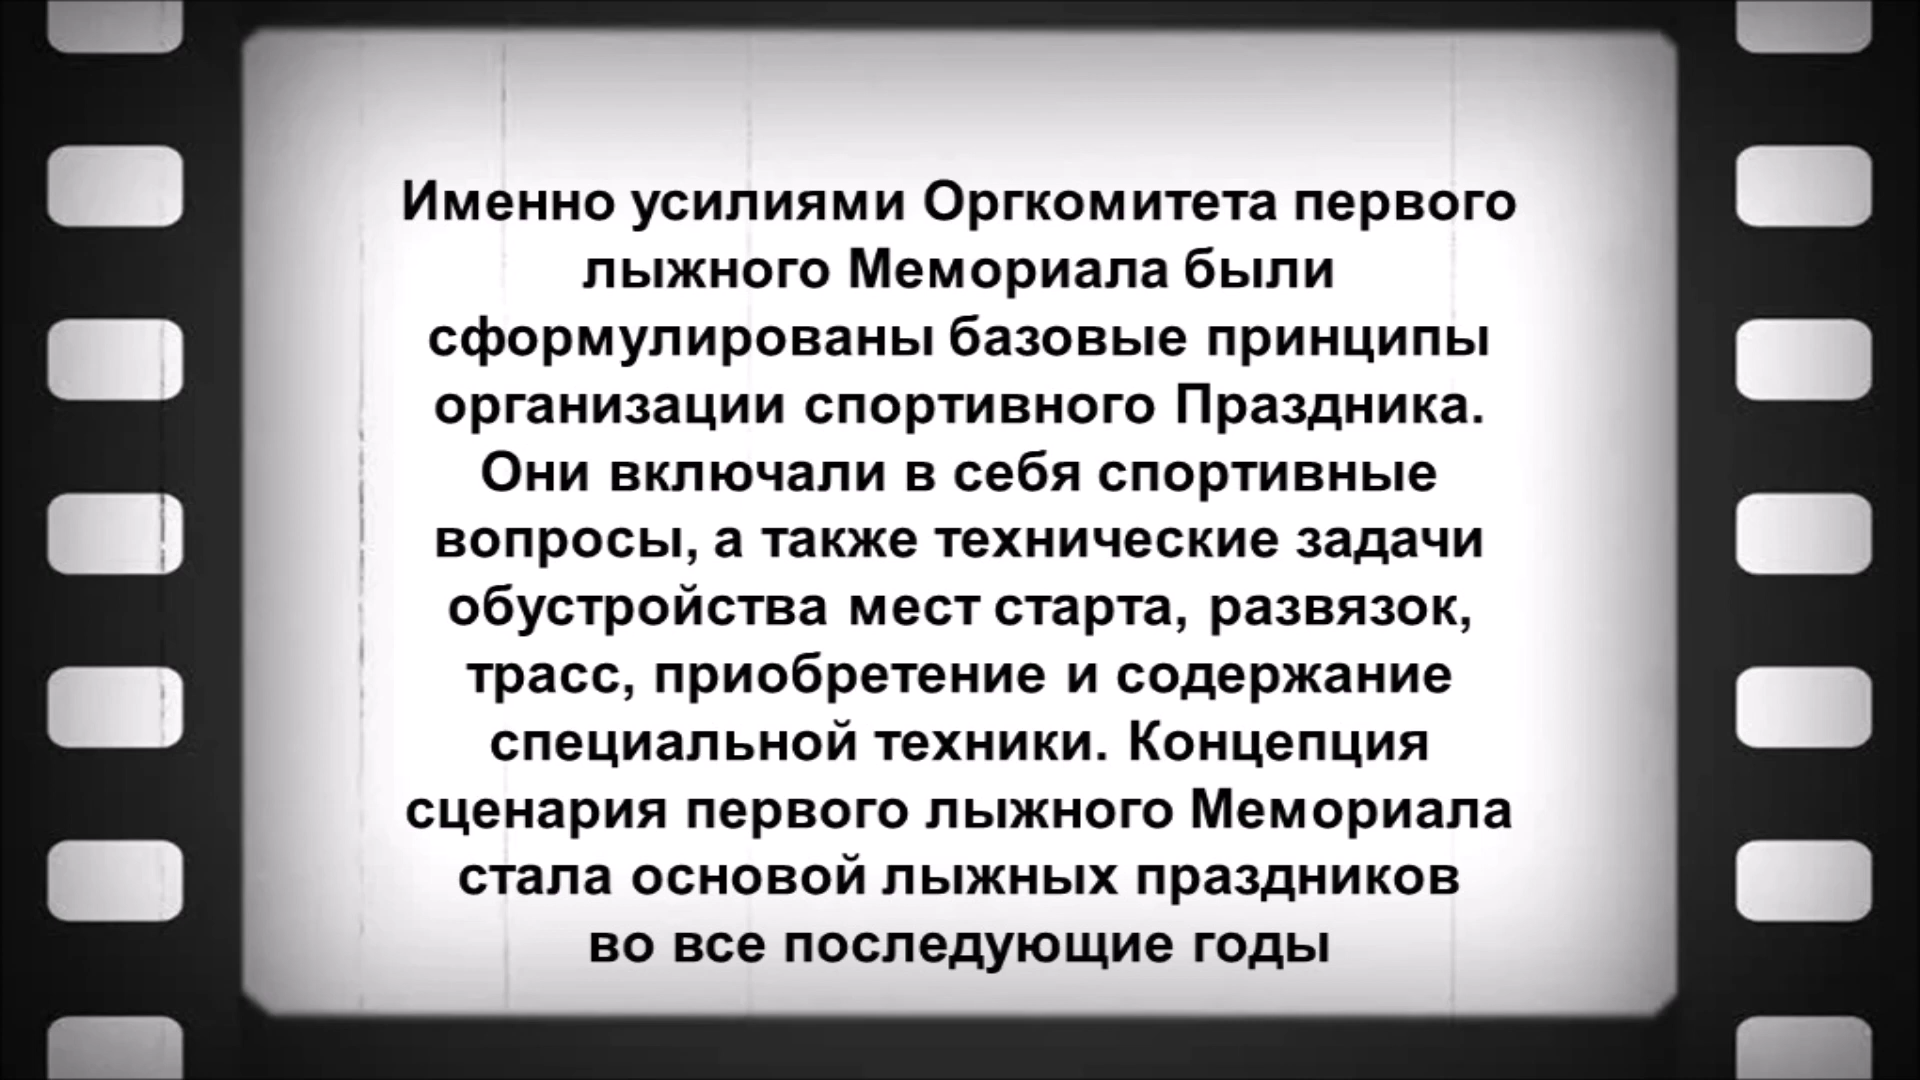 Именно усилиями Оргкомитета первого
лыжного Мемориала были
сформулированы базовые принципы
организации спортивного Праздника.
Они включали в себя спортивные
вопросы, а также технические задачи
обустройства мест старта, развязок,
трасс, приобретение и содержание
специальной техники. Концепция
сценария первого лыжного Мемориала
стала основой лыжных праздников
во все последующие годы